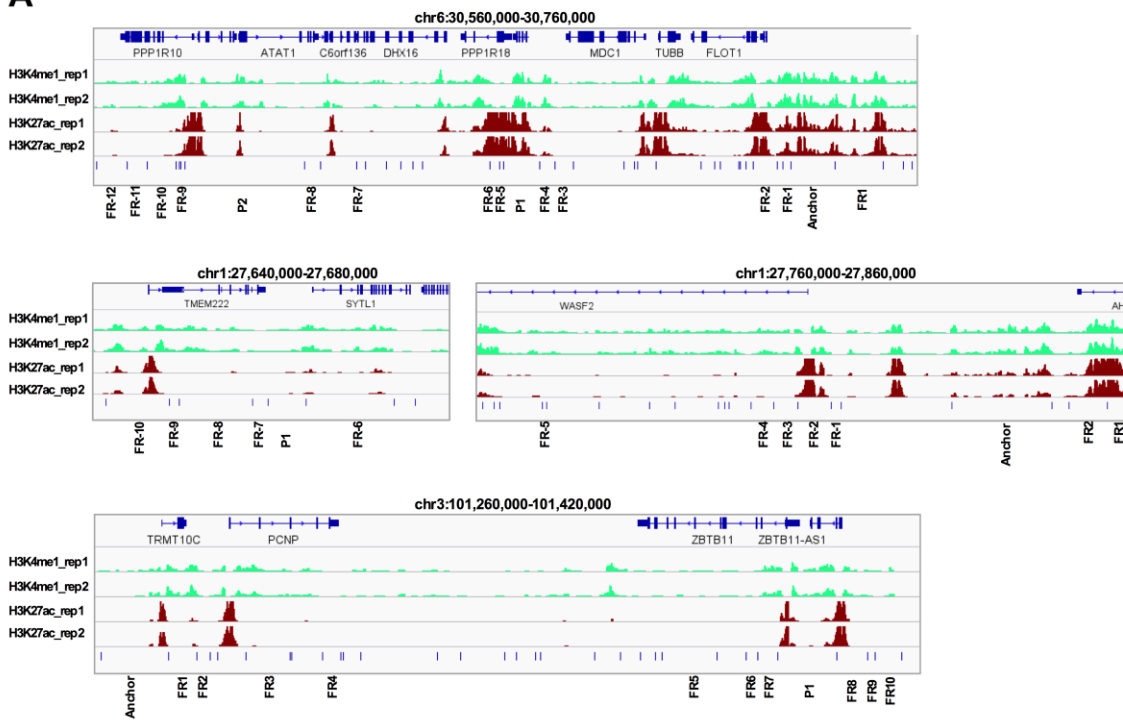 A
chr6:30,560,000-30,760,000
PPP1R10 ATAT1 C6orf136 DHX16 PPP1R18 MDC1 TUBB FLOT1
H3K4me1_rep1
H3K4me1_rep2
H3K27ac_rep1
H3K27ac_rep2
FR-12 FR-11 FR-10 FR-9 P2 FR-8 FR-7 FR-6 FR-5 P1 FR-4 FR-3 FR-2 FR-1 Anchor FR1
chr1:27,640,000-27,680,000
TMEM222 SYTL1
H3K4me1_rep1
H3K4me1_rep2
H3K27ac_rep1
H3K27ac_rep2
FR-10 FR-9 FR-8 FR-7 P1 FR-6
chr1:27,760,000-27,860,000
WASF2 AH
FR-5 FR-4 FR-3 FR-2 FR-1 Anchor FR2 FR1
chr3:101,260,000-101,420,000
TRMT10C PCNP ZBTB11 ZBTB11-AS1
H3K4me1_rep1
H3K4me1_rep2
H3K27ac_rep1
H3K27ac_rep2
Anchor FR1 FR2 FR3 FR4 FR5 FR6 FR7 P1 FR8 FR9 FR10